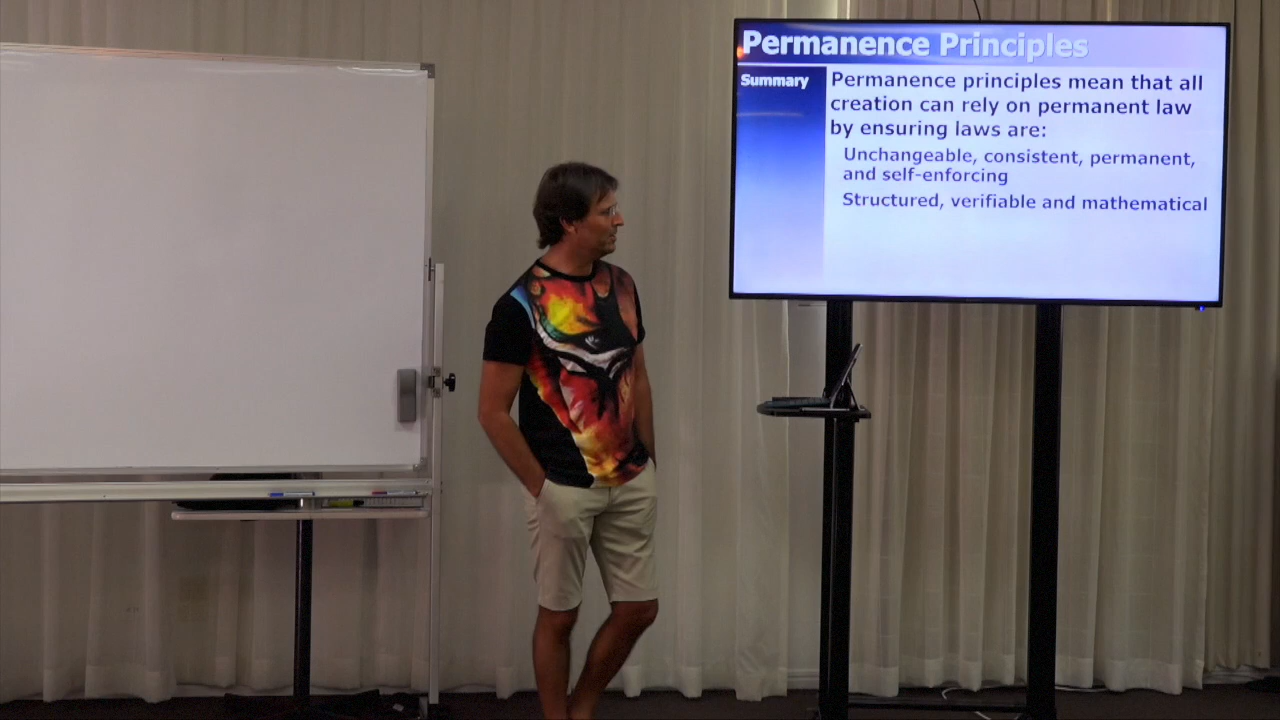 Permanence Principles
Summary
Permanence principles mean that all
creation can rely on permanent law
by ensuring laws are:
Unchangeable, consistent, permanent,
and self-enforcing
Structured, verifiable and mathematical